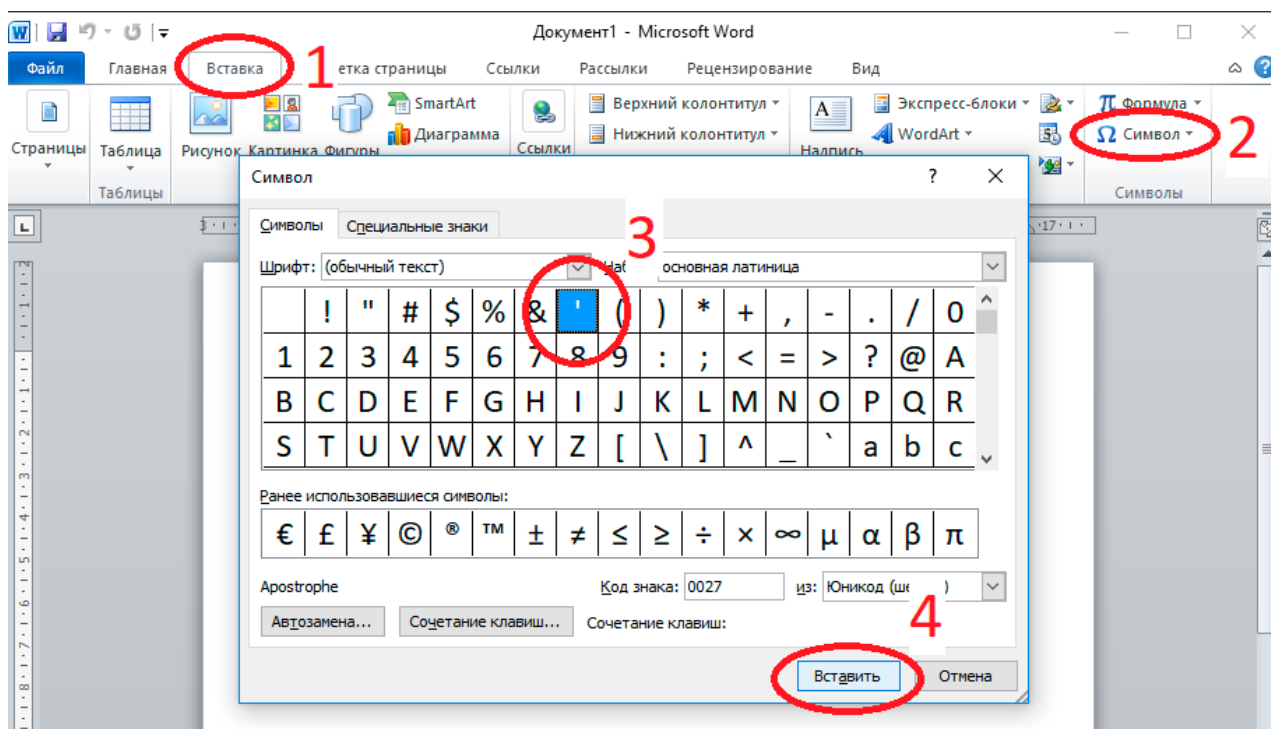 Документ1 - Microsoft Word
Файл Главная Вставка 1 етка страницы Ссылки Рассылки Рецензирование Вид
SmartArt Верхний колонтитул A Экспресс-блоки π Формула
Диаграмма Нижний колонтитул WordArt Ω Символ 2
Страницы Таблица Рисунок Картинка Фигуры Ссылки Надпись
Таблицы Символы
Символ ? ×
Символы Специальные знаки
3
Шрифт: (обычный текст) основная латиница
! " # $ % & ' ( ) * + , - . / 0
1 2 3 4 5 6 7 8 9 : ; < = > ? @ A
B C D E F G H I J K L M N O P Q R
S T U V W X Y Z [ \ ] ^ _ ` a b c
Ранее использовавшиеся символы:
€ £ ¥ © ® ™ ± ≠ ≤ ≥ ÷ × ∞ µ α β π
Apostrophe Код знака: 0027 из: Юникод
4
Автозамена... Сочетание клавиш... Сочетание клавиш:
Вставить Отмена